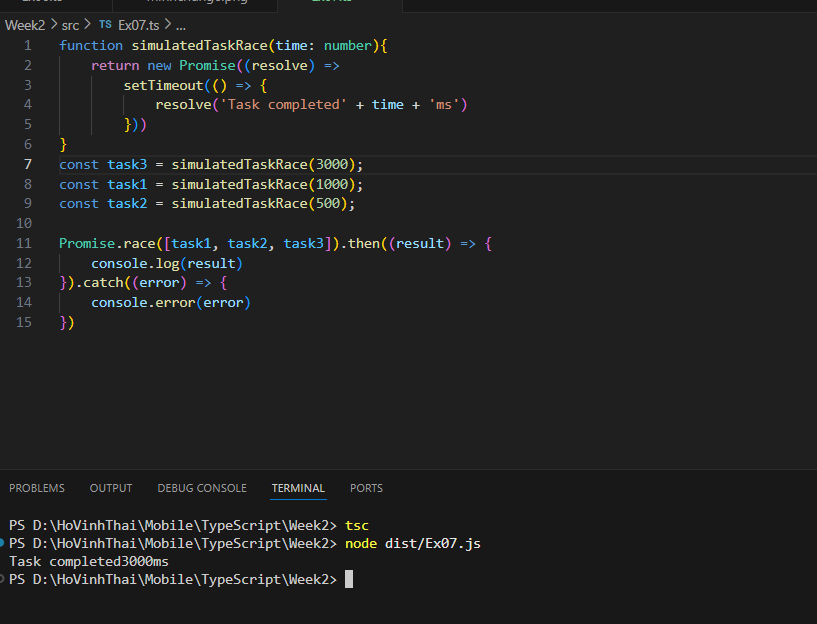 Week2 > src > TS Ex07.ts > ...
1 function simulatedTaskRace(time: number){
2 return new Promise((resolve) =>
3 setTimeout(() => {
4 resolve('Task completed' + time + 'ms')
5 }))
6 }
7 const task3 = simulatedTaskRace(3000);
8 const task1 = simulatedTaskRace(1000);
9 const task2 = simulatedTaskRace(500);
10
11 Promise.race([task1, task2, task3]).then((result) => {
12 console.log(result)
13 }).catch((error) => {
14 console.error(error)
15 })
PROBLEMS OUTPUT DEBUG CONSOLE TERMINAL PORTS
PS D:\HoVinhThai\Mobile\TypeScript\Week2> tsc
PS D:\HoVinhThai\Mobile\TypeScript\Week2> node dist/Ex07.js
Task completed3000ms
PS D:\HoVinhThai\Mobile\TypeScript\Week2>